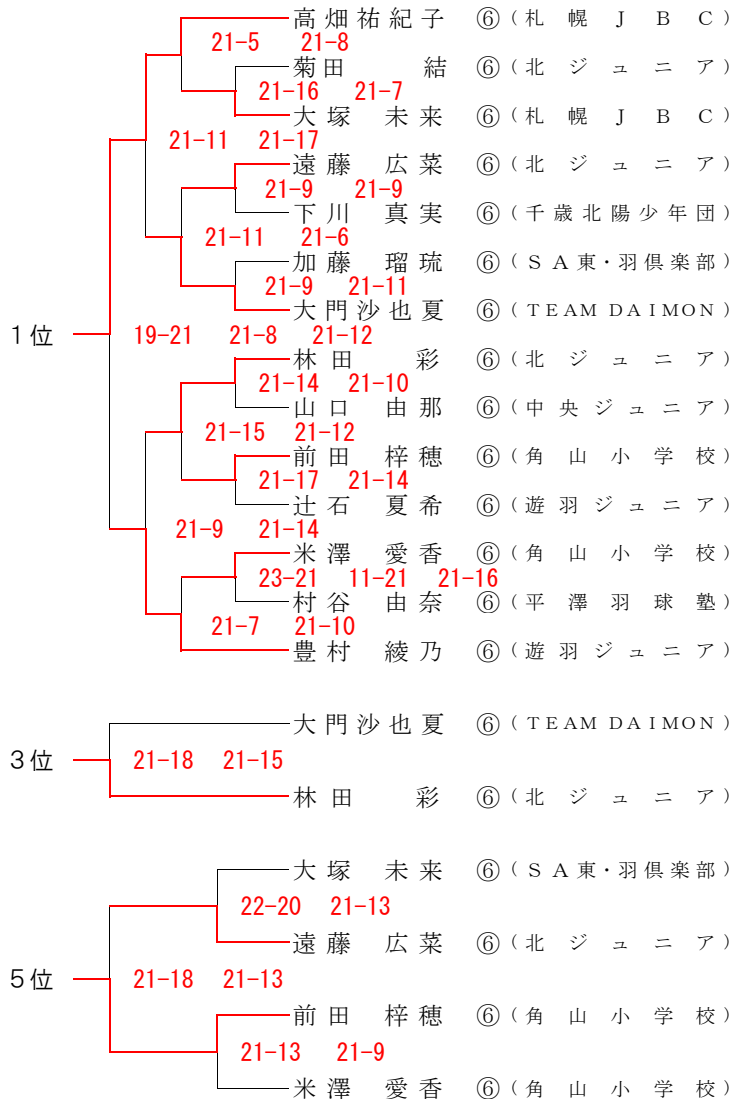 高畑祐紀子 ⑥(札幌JBC)
21-5 21-8
菊田 結 ⑥(北ジュニア)
21-16 21-7
大塚 未来 ⑥(札幌JBC)
21-11 21-17
遠藤 広菜 ⑥(北ジュニア)
21-9 21-9
下川 真実 ⑥(千歳北陽少年団)
21-11 21-6
加藤 瑠琉 ⑥(SA東・羽倶楽部)
21-9 21-11
大門沙也夏 ⑥(TEAM DAIMON)
1位 19-21 21-8 21-12
林田 彩 ⑥(北ジュニア)
21-14 21-10
山口 由那 ⑥(中央ジュニア)
21-15 21-12
前田 梓穂 ⑥(角山小学校)
21-17 21-14
辻石 夏希 ⑥(遊羽ジュニア)
21-9 21-14
米澤 愛香 ⑥(角山小学校)
23-21 11-21 21-16
村谷 由奈 ⑥(平澤羽球塾)
21-7 21-10
豊村 綾乃 ⑥(遊羽ジュニア)
大門沙也夏 ⑥(TEAM DAIMON)
3位 21-18 21-15
林田 彩 ⑥(北ジュニア)
大塚 未来 ⑥(SA東・羽倶楽部)
22-20 21-13
遠藤 広菜 ⑥(北ジュニア)
5位 21-18 21-13
前田 梓穂 ⑥(角山小学校)
21-13 21-9
米澤 愛香 ⑥(角山小学校)